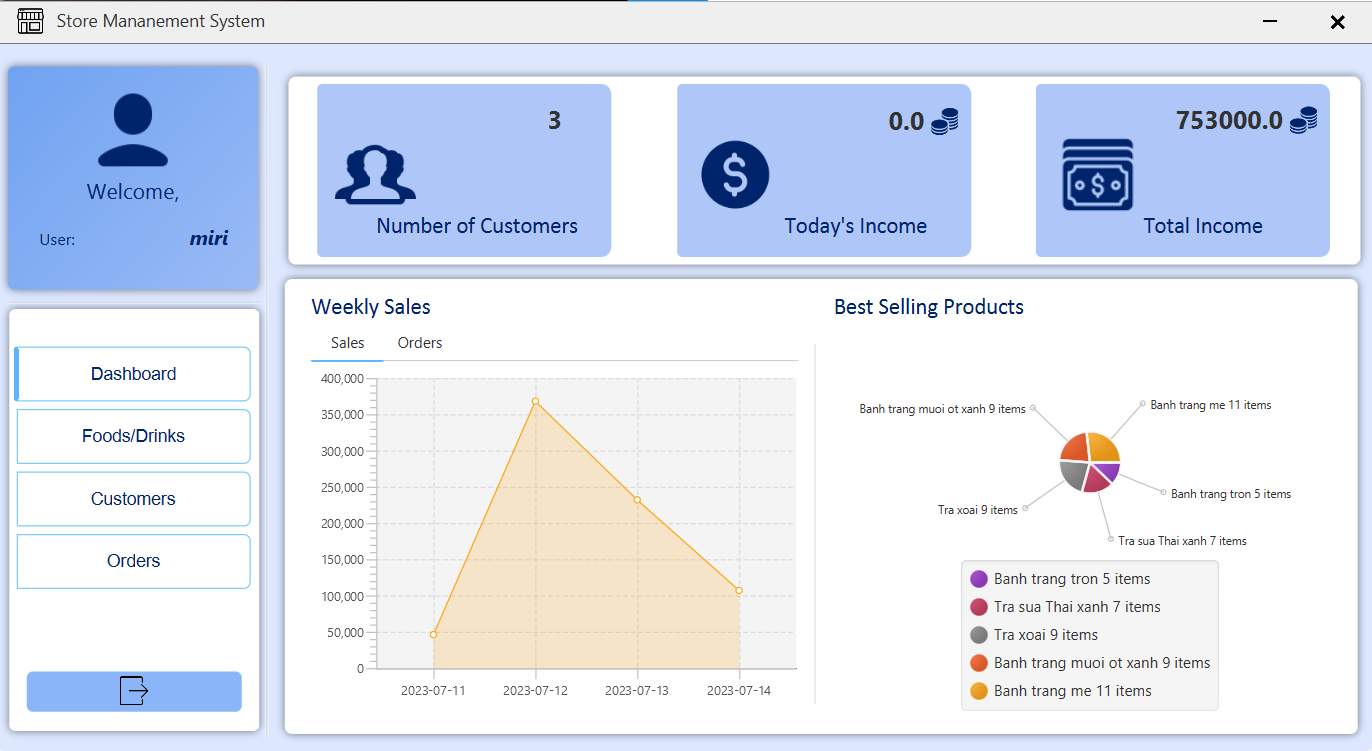 Store Mananement System
Welcome,
User: miri
Dashboard
Foods/Drinks
Customers
Orders
3
Number of Customers
0.0
Today's Income
753000.0
Total Income
Weekly Sales
Sales Orders
400,000
350,000
300,000
250,000
200,000
150,000
100,000
50,000
0
2023-07-11 2023-07-12 2023-07-13 2023-07-14
Best Selling Products
Banh trang me 11 items
Banh trang muoi ot xanh 9 items
Banh trang tron 5 items
Tra xoai 9 items
Tra sua Thai xanh 7 items
Banh trang tron 5 items
Tra sua Thai xanh 7 items
Tra xoai 9 items
Banh trang muoi ot xanh 9 items
Banh trang me 11 items